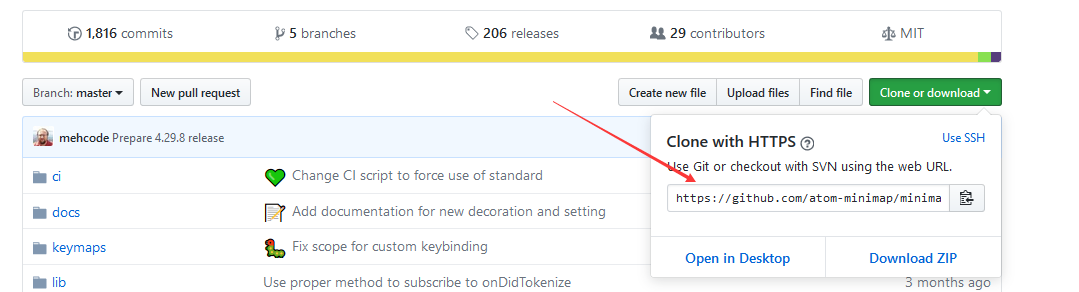 1,816 commits 5 branches 206 releases 29 contributors MIT
Branch: master New pull request Create new file Upload files Find file Clone or download
mehcode Prepare 4.29.8 release
ci Change CI script to force use of standard
docs Add documentation for new decoration and setting
keymaps Fix scope for custom keybinding
lib Use proper method to subscribe to onDidTokenize 3 months ago
Clone with HTTPS Use SSH
Use Git or checkout with SVN using the web URL.
https://github.com/atom-minimap/minima
Open in Desktop Download ZIP